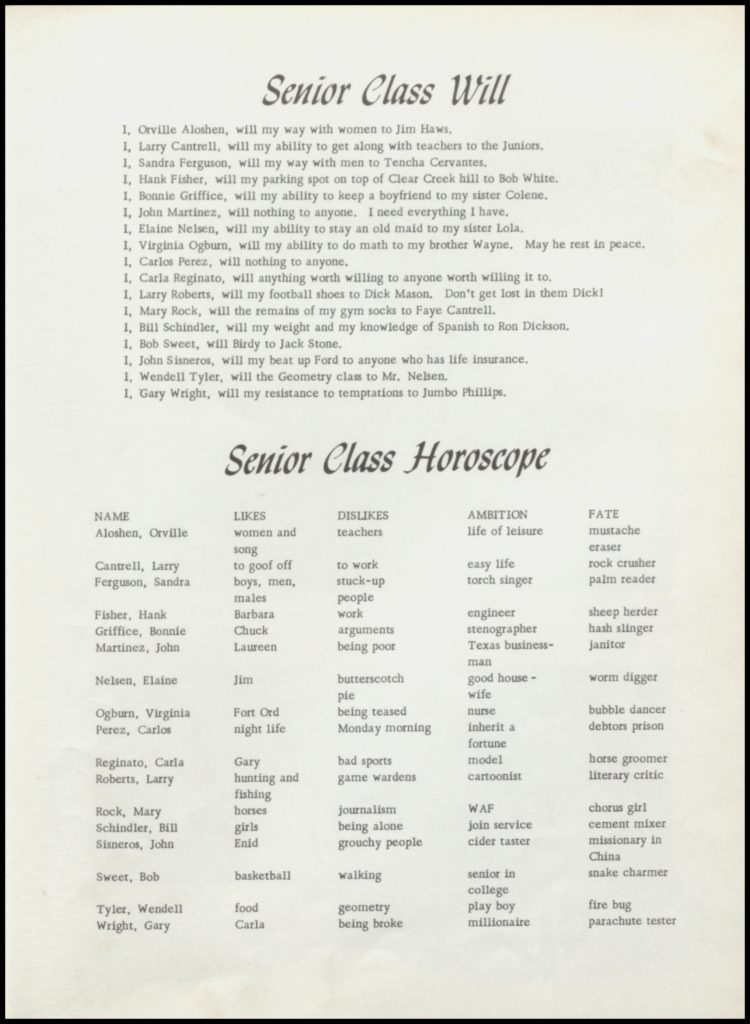 Senior Class Will
I, Orville Aloshen, will my way with women to Jim Haws.
I, Larry Cantrell, will my ability to get along with teachers to the Juniors.
I, Sandra Ferguson, will my way with men to Tencha Cervantes.
I, Hank Fisher, will my parking spot on top of Clear Creek hill to Bob White.
I, Bonnie Griffice, will my ability to keep a boyfriend to my sister Colene.
I, John Martinez, will nothing to anyone. I need everything I have.
I, Elaine Nelsen, will my ability to stay an old maid to my sister Lola.
I, Virginia Ogburn, will my ability to do math to my brother Wayne. May he rest in peace.
I, Carlos Perez, will nothing to anyone.
I, Carla Reginato, will anything worth willing to anyone worth willing it to.
I, Larry Roberts, will my football shoes to Dick Mason. Don't get lost in them Dick!
I, Mary Rock, will the remains of my gym socks to Faye Cantrell.
I, Bill Schindler, will my weight and my knowledge of Spanish to Ron Dickson.
I, Bob Sweet, will Birdy to Jack Stone.
I, John Sisneros, will my beat up Ford to anyone who has life insurance.
I, Wendell Tyler, will the Geometry class to Mr. Nelsen.
I, Gary Wright, will my resistance to temptations to Jumbo Phillips.
Senior Class Horoscope
NAME LIKES DISLIKES AMBITION FATE
Aloshen, Orville women and teachers life of leisure mustache
song eraser
Cantrell, Larry to goof off to work easy life rock crusher
Ferguson, Sandra boys, men, stuck-up torch singer palm reader
males people
Fisher, Hank Barbara work engineer sheep herder
Griffice, Bonnie Chuck arguments stenographer hash slinger
Martinez, John Laureen being poor Texas business- janitor
man
Nelsen, Elaine Jim butterscotch good house- worm digger
pie wife
Ogburn, Virginia Fort Ord being teased nurse bubble dancer
Perez, Carlos night life Monday morning inherit a debtors prison
fortune
Reginato, Carla Gary bad sports model horse groomer
Roberts, Larry hunting and game wardens cartoonist literary critic
fishing
Rock, Mary horses journalism WAF chorus girl
Schindler, Bill girls being alone join service cement mixer
Sisneros, John Enid grouchy people cider taster missionary in
China
Sweet, Bob basketball walking senior in snake charmer
college
Tyler, Wendell food geometry play boy fire bug
Wright, Gary Carla being broke millionaire parachute tester